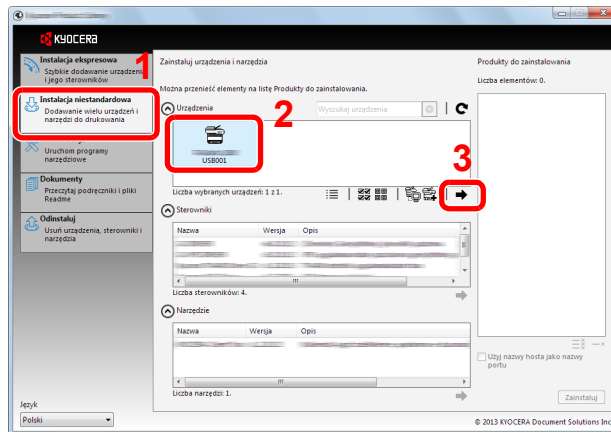 KYOCERA
1
Instalacja ekspresowa
Szybkie dodawanie urządzenia
i jego sterowników
Instalacja niestandardowa
Dodawanie wielu urządzeń i
narzędzi do drukowania
Uruchom programy
narzędziowe
Dokumenty
Przeczytaj podręczniki i pliki
Readme
Odinstaluj
Usuń urządzenia, sterowniki i
narzędzia
Język
Polski
Zainstaluj urządzenia i narzędzia
Można przenieść elementy na listę Produkty do zainstalowania.
Urządzenia
Wyszukaj urządzenia
2
USB001
3
Liczba wybranych urządzeń: 1 z 1.
Sterowniki
Nazwa Wersja Opis
Liczba sterowników: 4.
Narzędzie
Nazwa Wersja Opis
Liczba narzędzi: 1.
Produkty do zainstalowania
Liczba elementów: 0.
Użyj nazwy hosta jako nazwy
portu
Zainstaluj
© 2013 KYOCERA Document Solutions Inc.